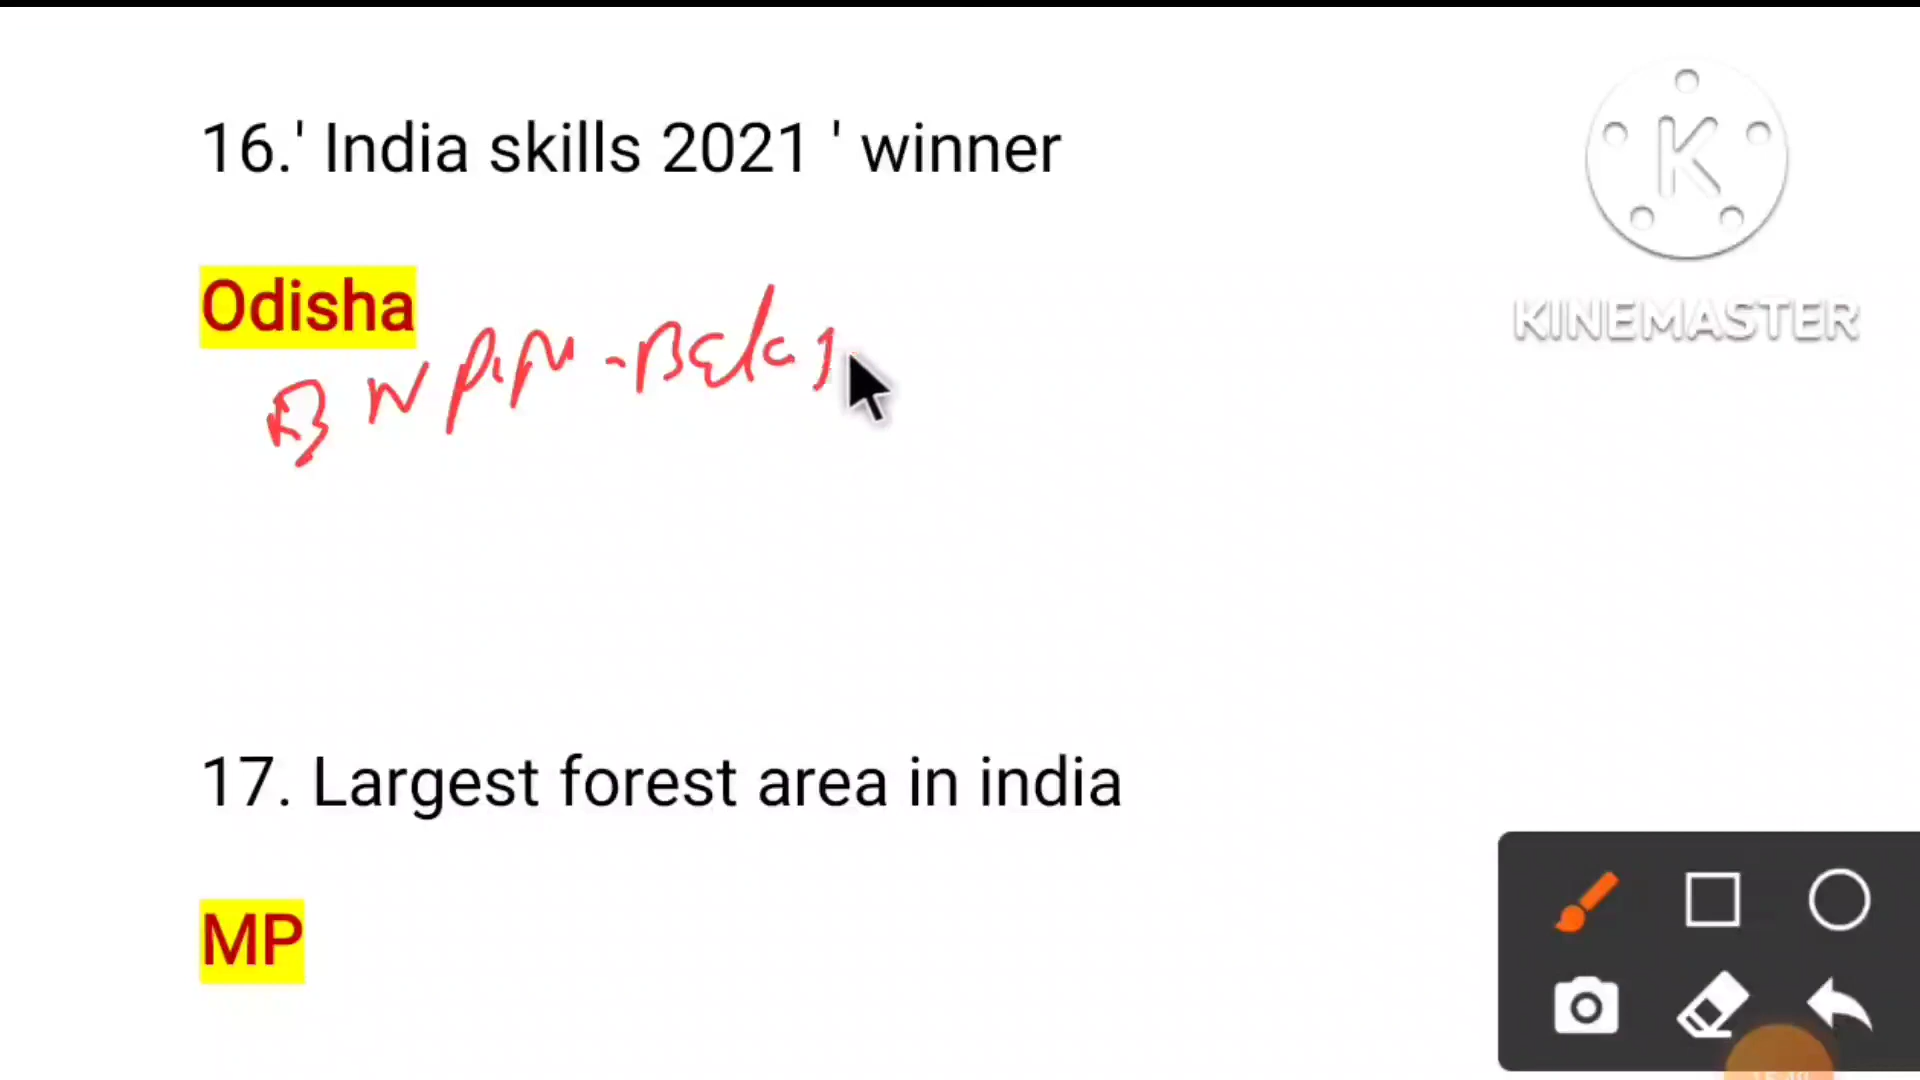 16.' India skills 2021 ' winner
KINEMASTER
Odisha
17. Largest forest area in india
MP